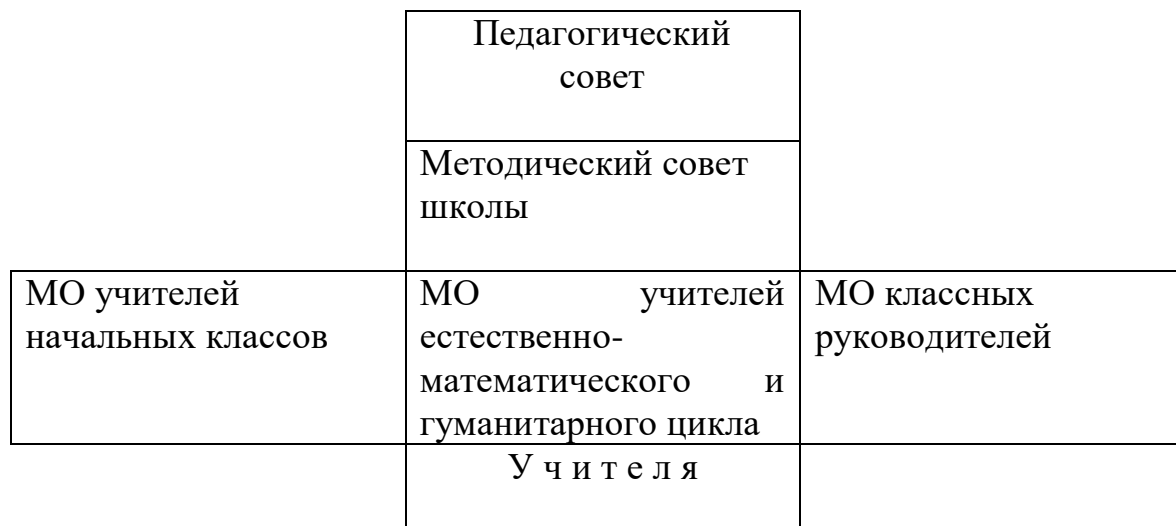 Педагогический
совет
Методический совет
школы
МО учителей
начальных классов
МО учителей
естественно-
математического и
гуманитарного цикла
МО классных
руководителей
У ч и т е л я